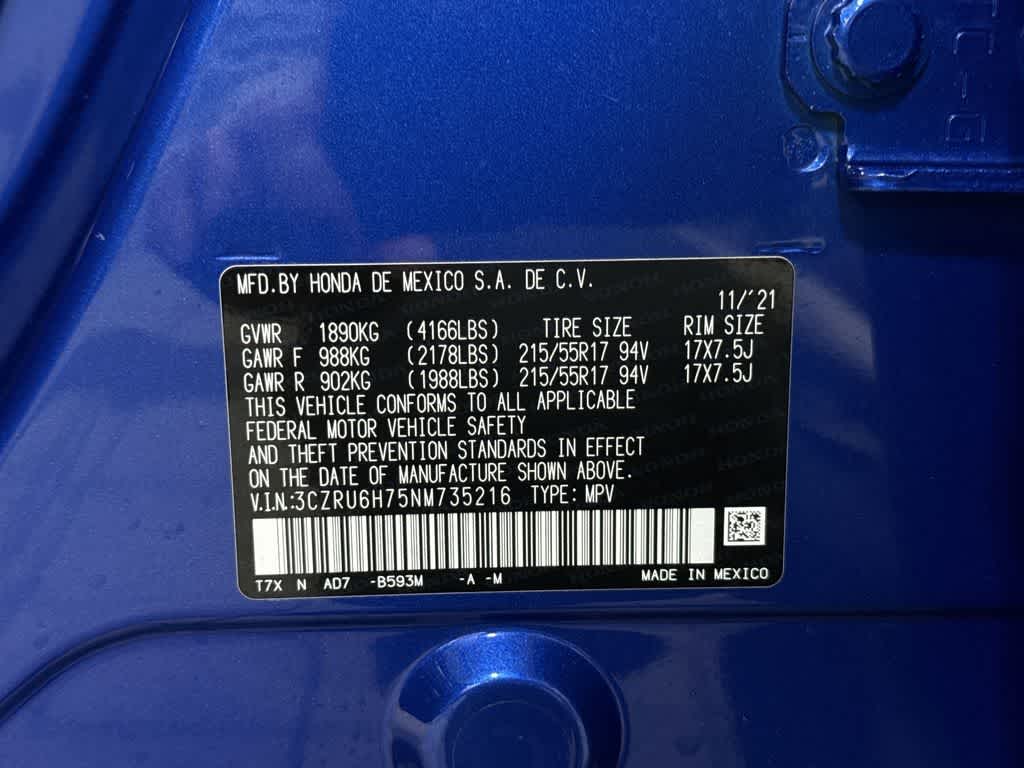 TC-G
MFD.BY HONDA DE MEXICO S.A. DE C.V.
11/'21
GVWR 1890KG (4166LBS) TIRE SIZE RIM SIZE
GAWR F 988KG (2178LBS) 215/55R17 94V 17X7.5J
GAWR R 902KG (1988LBS) 215/55R17 94V 17X7.5J
THIS VEHICLE CONFORMS TO ALL APPLICABLE
FEDERAL MOTOR VEHICLE SAFETY
AND THEFT PREVENTION STANDARDS IN EFFECT
ON THE DATE OF MANUFACTURE SHOWN ABOVE.
V.I.N.:3CZRU6H75NM735216 TYPE: MPV
T7X N AD7 -B593M -A -M MADE IN MEXICO